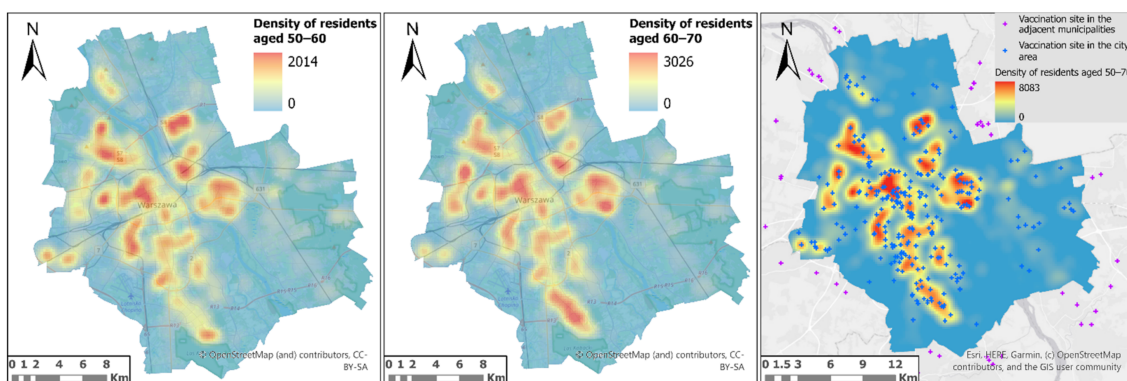 N
Density of residents
aged 50–60
2014
0
Warszawa
OpenStreetMap (and) contributors, CC-
BY-SA
0 1 2 4 6 8
Km
N
Density of residents
aged 60–70
3026
0
Warszawa
OpenStreetMap (and) contributors, CC-
BY-SA
0 1 2 4 6 8
Km
N
Vaccination site in the
adjacent municipalities
Vaccination site in the city
area
Density of residents aged 50–70
8083
0
Esri, HERE, Garmin, (c) OpenStreetMap
contributors, and the GIS user community
0 1.5 3 6 9 12
Km